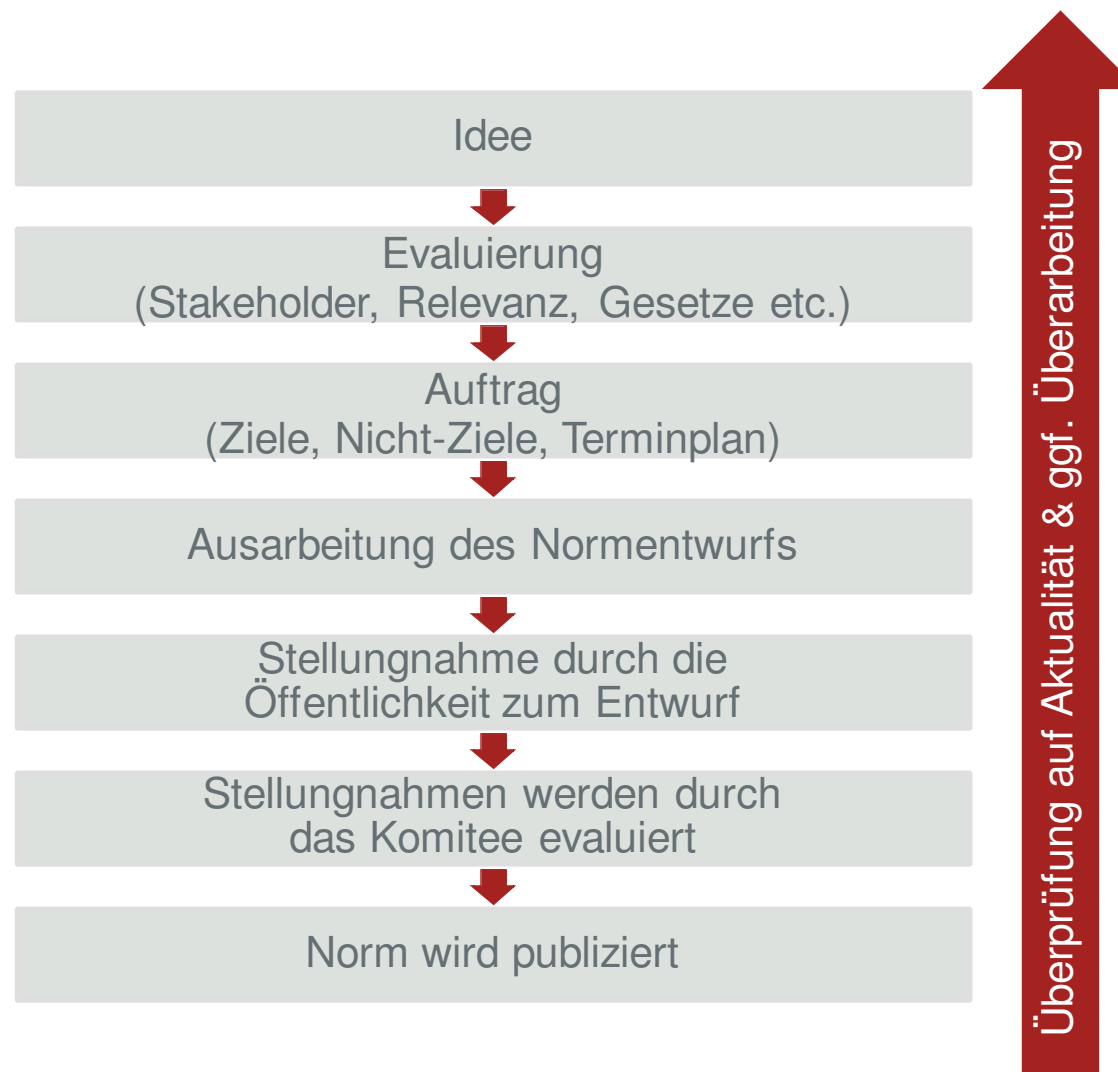 Idee
Evaluierung
(Stakeholder, Relevanz, Gesetze etc.)
Auftrag
(Ziele, Nicht-Ziele, Terminplan)
Ausarbeitung des Normentwurfs
Stellungnahme durch die
Öffentlichkeit zum Entwurf
Stellungnahmen werden durch
das Komitee evaluiert
Norm wird publiziert
Überprüfung auf Aktualität & ggf. Überarbeitung